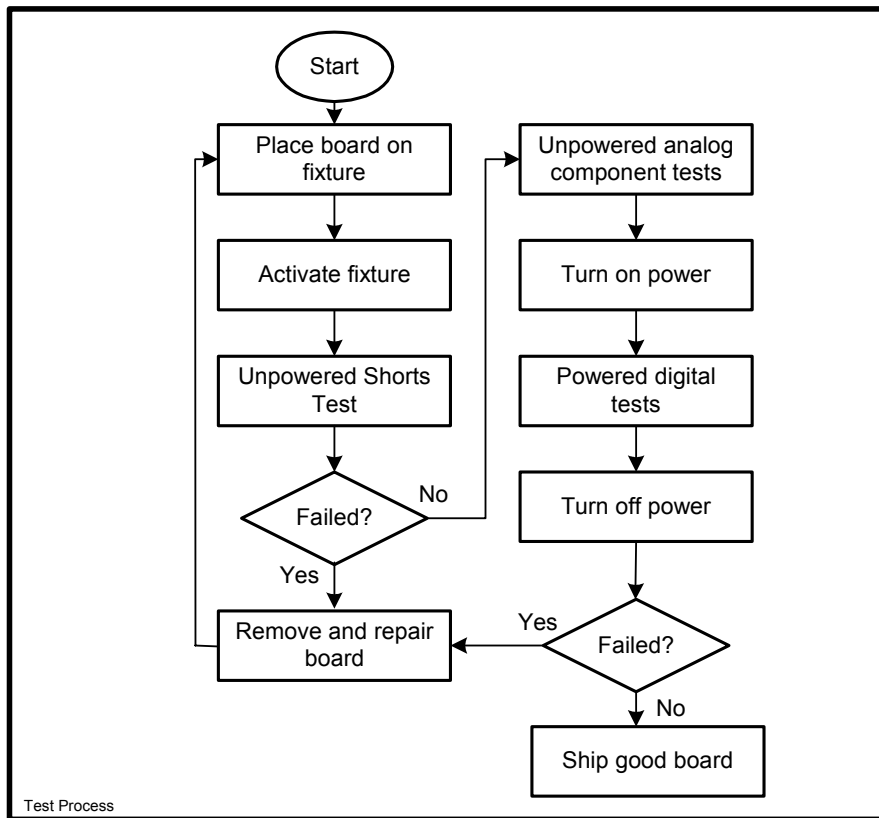 Start
Place board on
fixture
Activate fixture
Unpowered Shorts
Test
Failed?
No
Yes
Remove and repair
board
Unpowered analog
component tests
Turn on power
Powered digital
tests
Turn off power
Failed?
Yes
No
Ship good board
Test Process